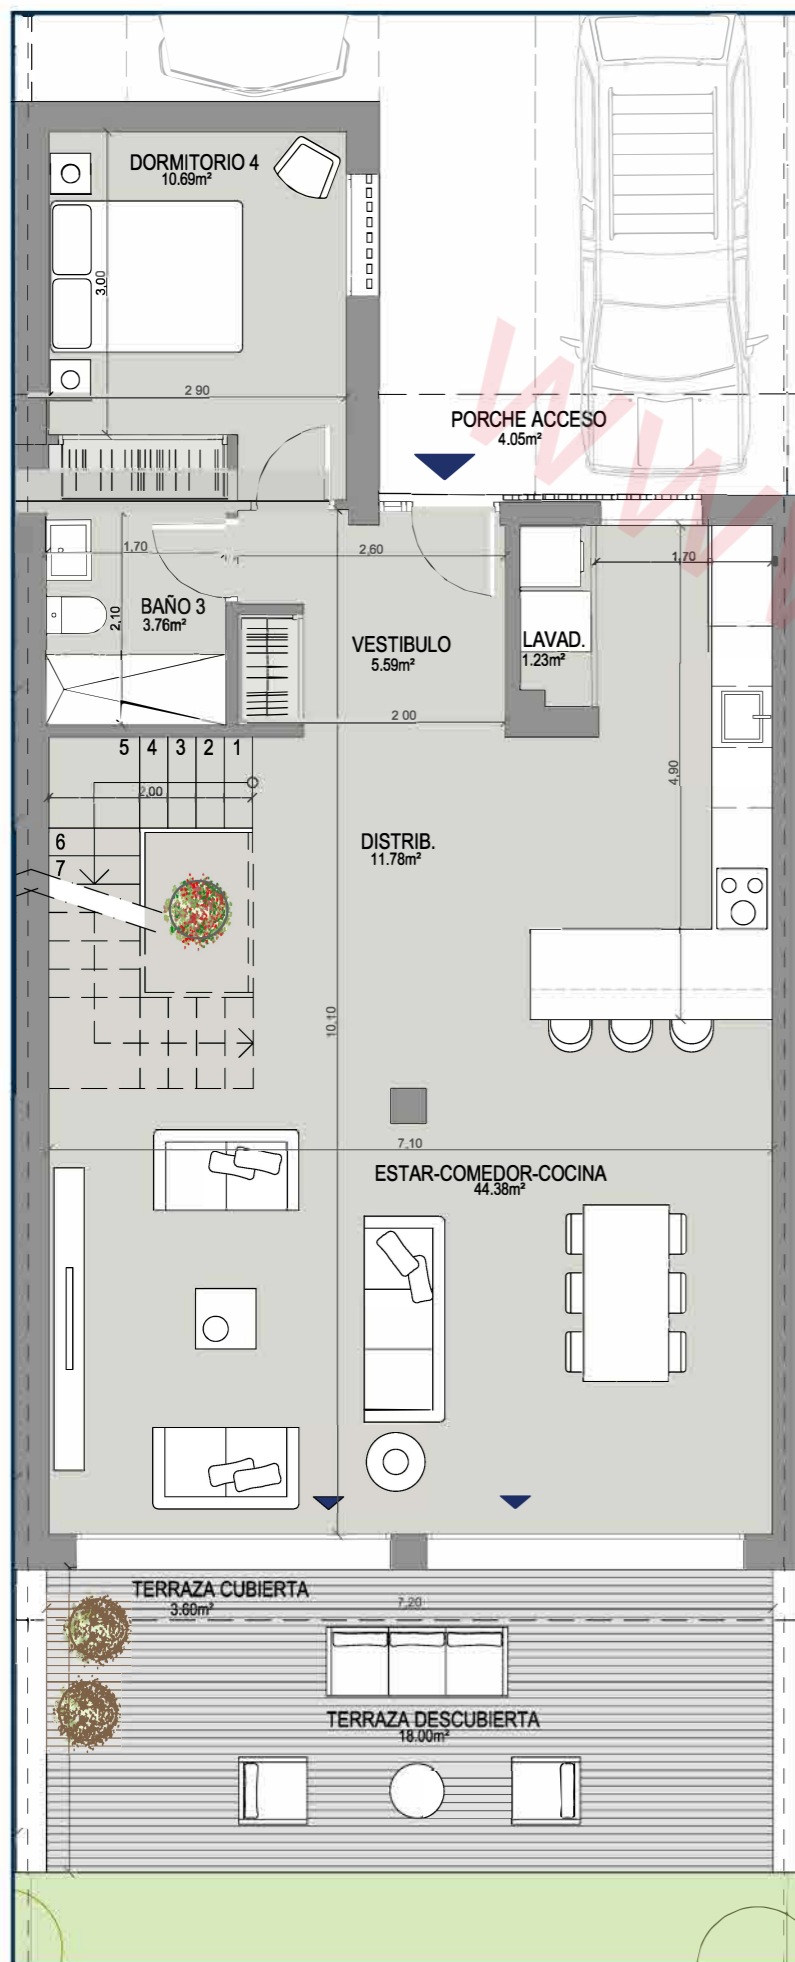 DORMITORIO 4
10.69m²
3,00
2 90
PORCHE ACCESO
4.05m²
WWW
1,70
2,60
1,70
BAÑO 3
3.76m²
2,10
VESTIBULO
5.59m²
LAVAD.
1.23m²
2 00
5 4 3 2 1
2,00
4,90
6
7
DISTRIB.
11.78m²
10,10
7,10
ESTAR-COMEDOR-COCINA
44.38m²
TERRAZA CUBIERTA
3.60m²
7,20
TERRAZA DESCUBIERTA
18.00m²